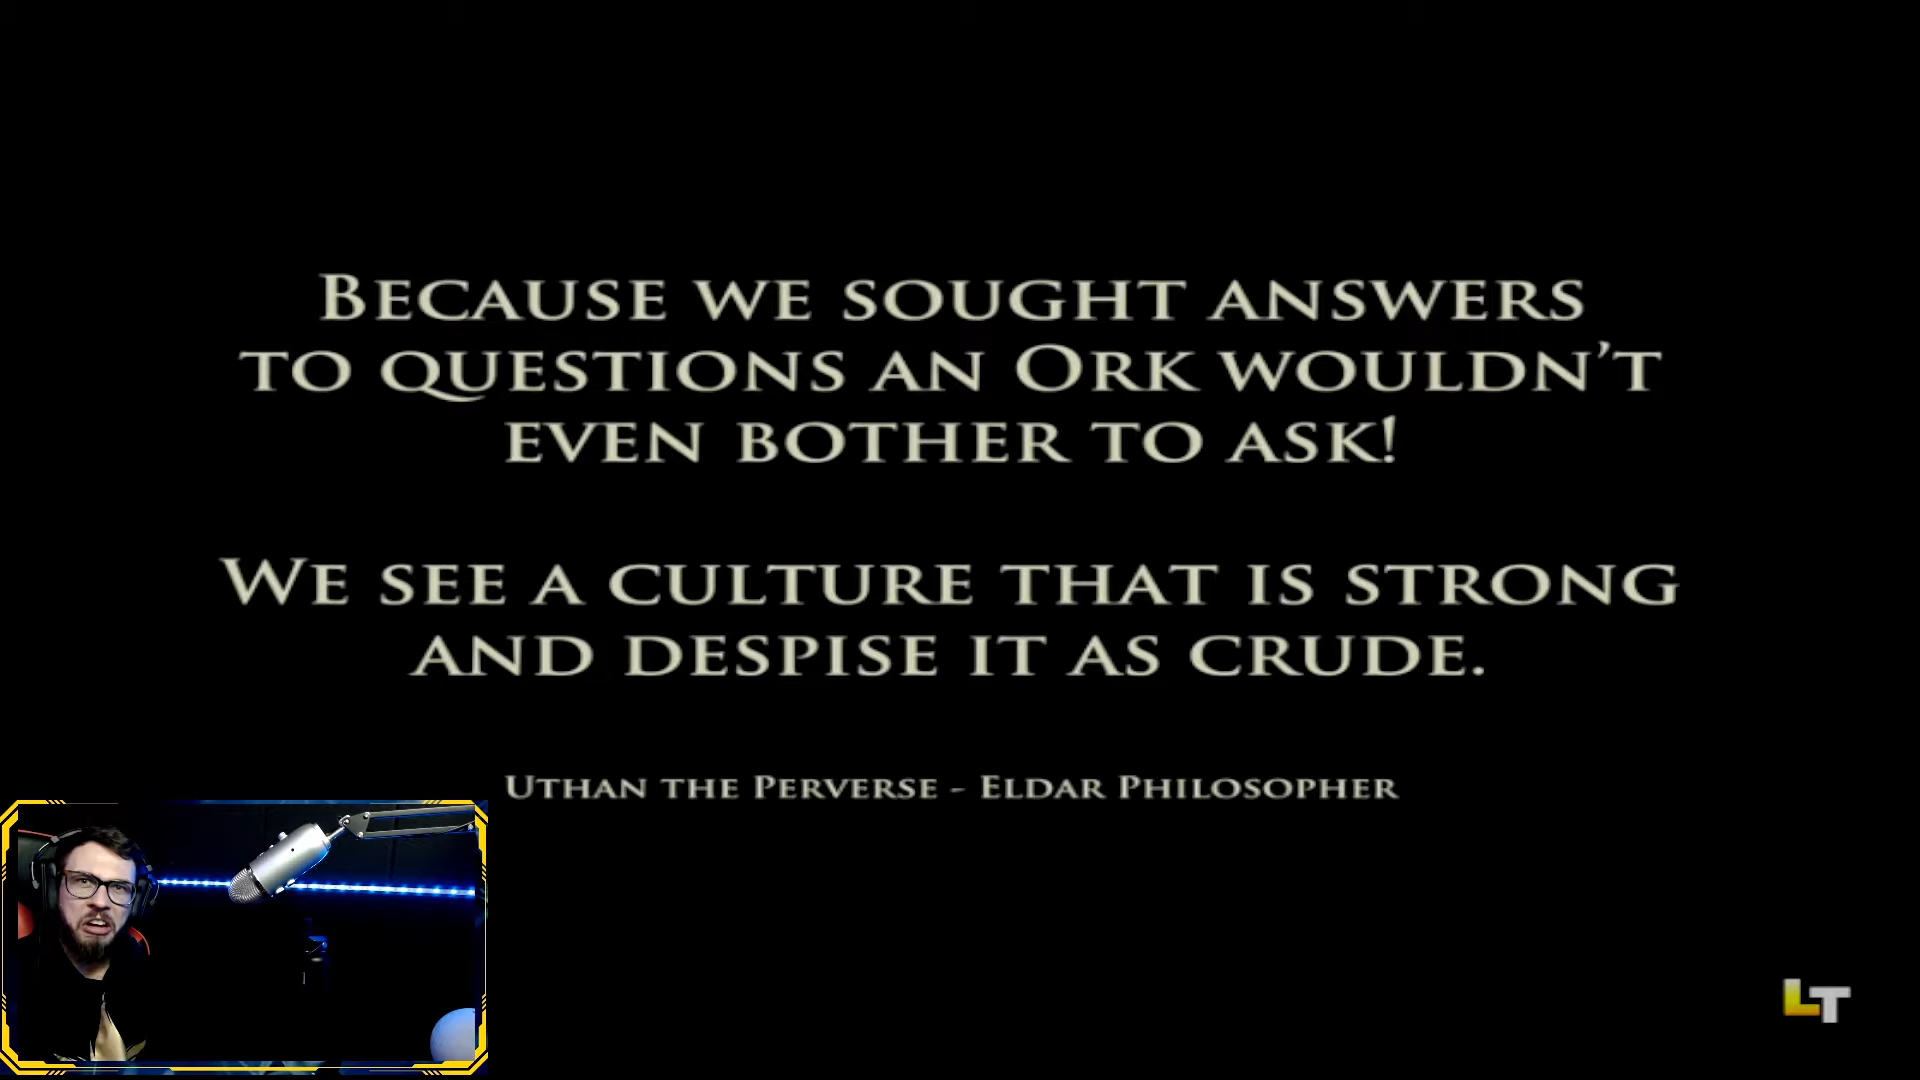 Because we sought answers
to questions an Ork wouldn't
even bother to ask!
We see a culture that is strong
and despise it as crude.
Uthan the Perverse - Eldar Philosopher
LT